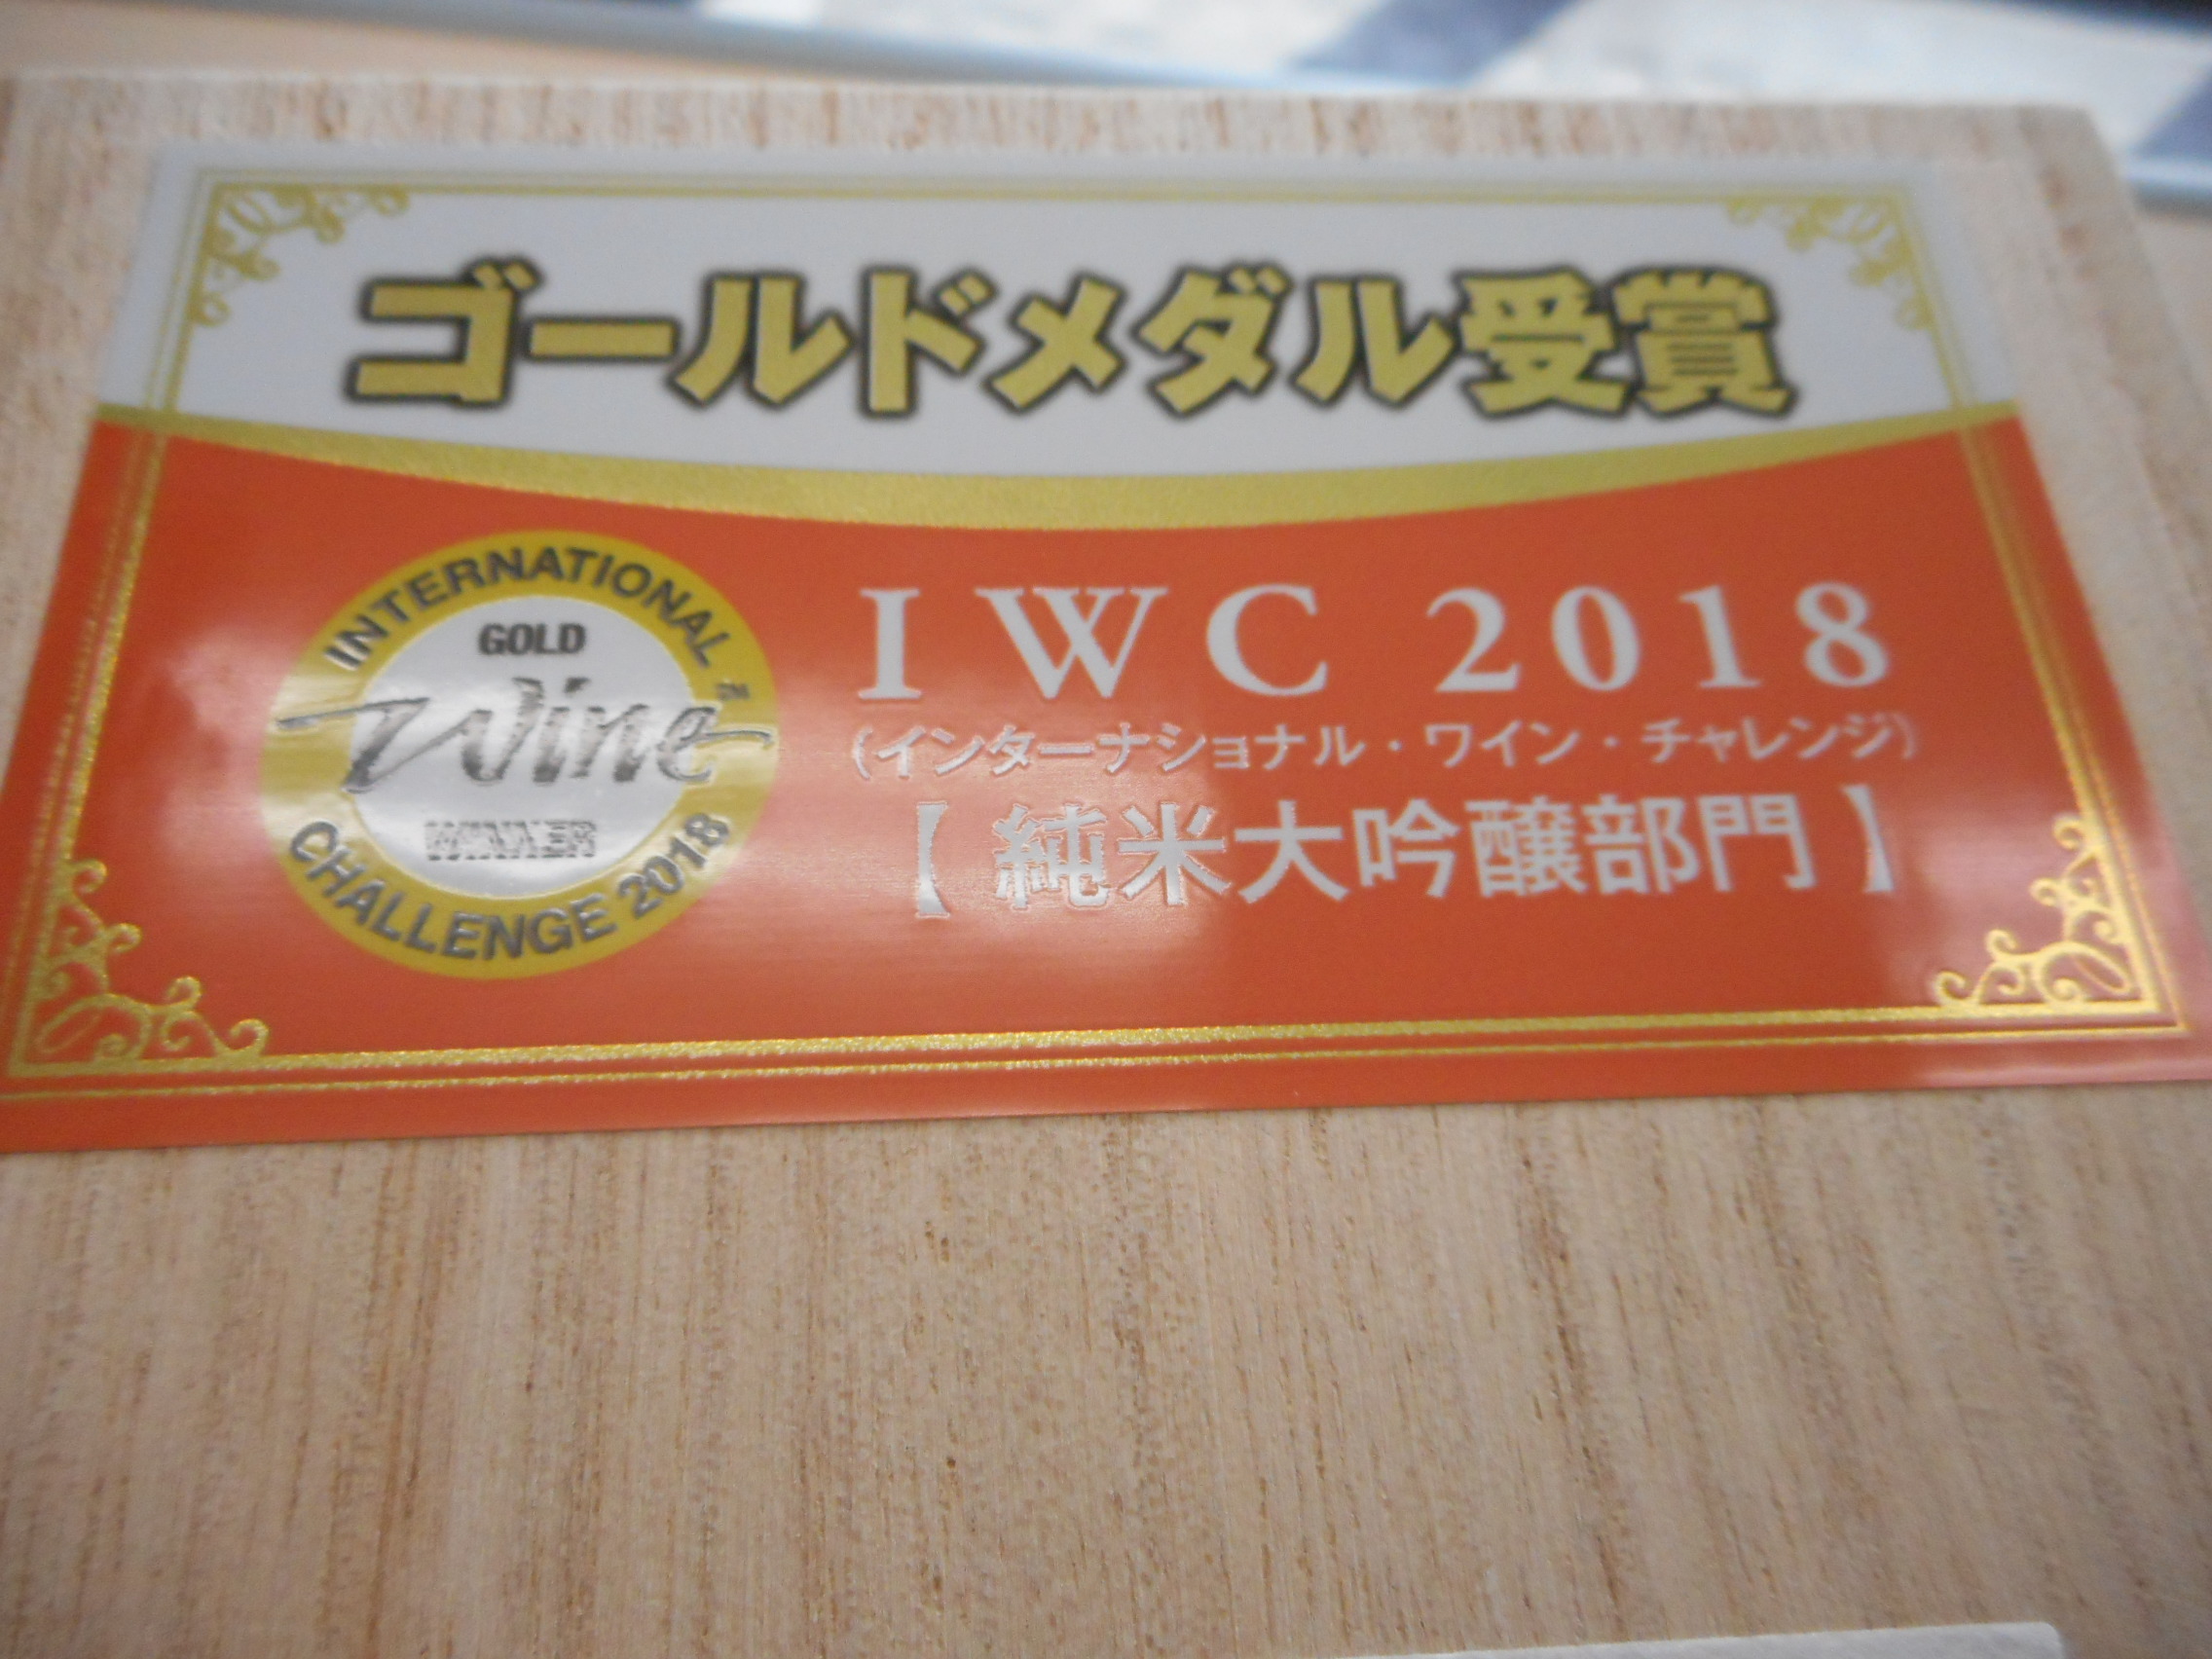 ゴールドメダル受賞
INTERNATIONAL
GOLD
Wine
WINNER
CHALLENGE 2018
IWC 2018
(インターナショナル・ワイン・チャレンジ)
【純米大吟醸部門】